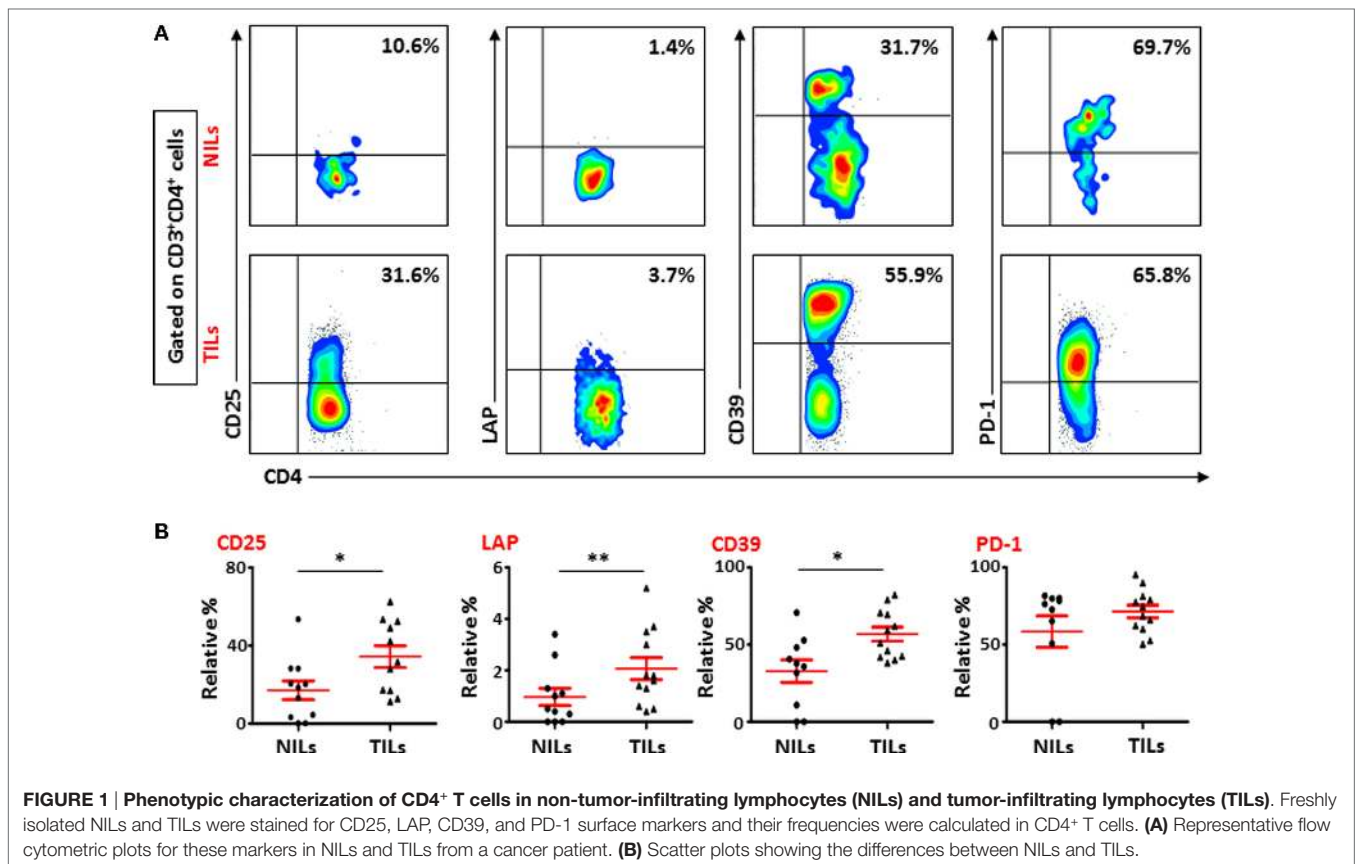 A
10.6%
1.4%
31.7%
69.7%
Gated on CD3+CD4+ cells
NILs
TILs
31.6%
3.7%
55.9%
65.8%
CD25
LAP
CD39
PD-1
CD4
B
CD25
LAP
CD39
PD-1
Relative %
80
40
0
*
NILs
TILs
Relative %
6
4
2
0
**
NILs
TILs
Relative %
100
50
0
*
NILs
TILs
Relative %
100
50
0
NILs
TILs
FIGURE 1 | Phenotypic characterization of CD4+ T cells in non-tumor-infiltrating lymphocytes (NILs) and tumor-infiltrating lymphocytes (TILs). Freshly
isolated NILs and TILs were stained for CD25, LAP, CD39, and PD-1 surface markers and their frequencies were calculated in CD4+ T cells. (A) Representative flow
cytometric plots for these markers in NILs and TILs from a cancer patient. (B) Scatter plots showing the differences between NILs and TILs.